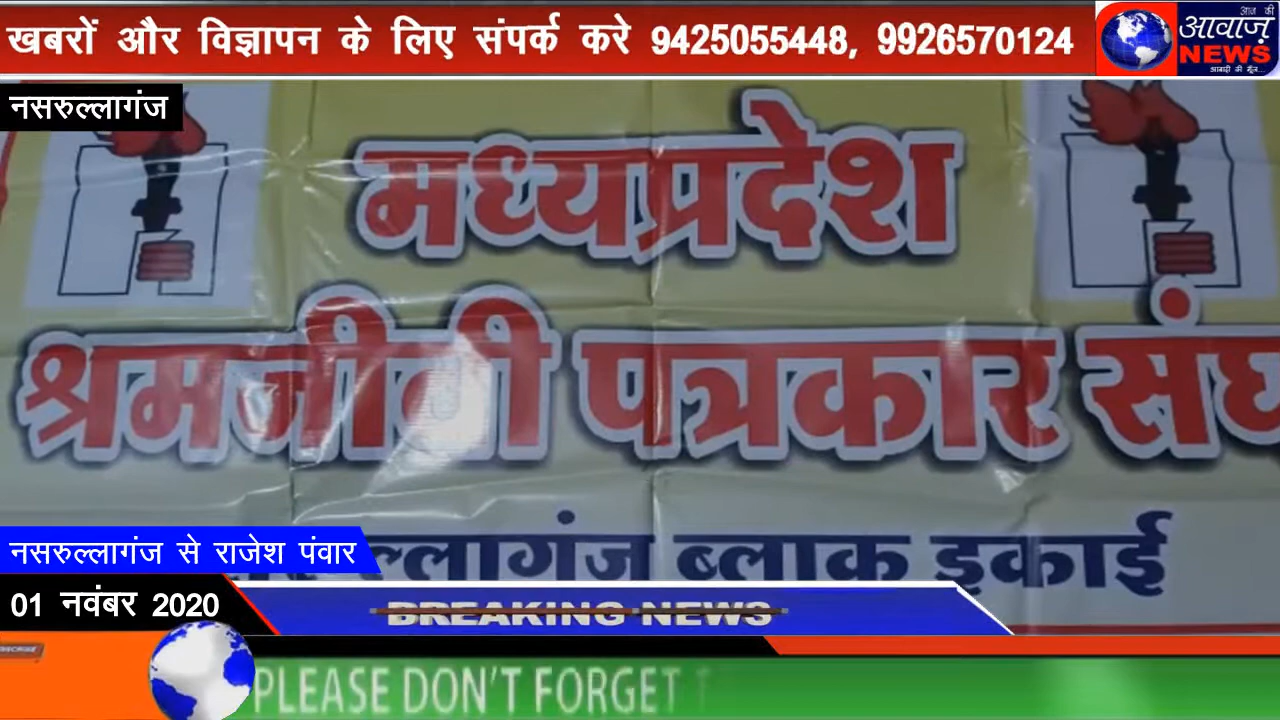 खबरों और विज्ञापन के लिए संपर्क करे 9425055448, 9926570124
आज की
आवाज़
NEWS
नसरुल्लागंज
मध्यप्रदेश
श्रमजीवी पत्रकार संघ
ब्लाक इकाई
नसरुल्लागंज से राजेश पंवार
01 नवंबर 2020
BREAKING NEWS
PLEASE DON'T FORGET